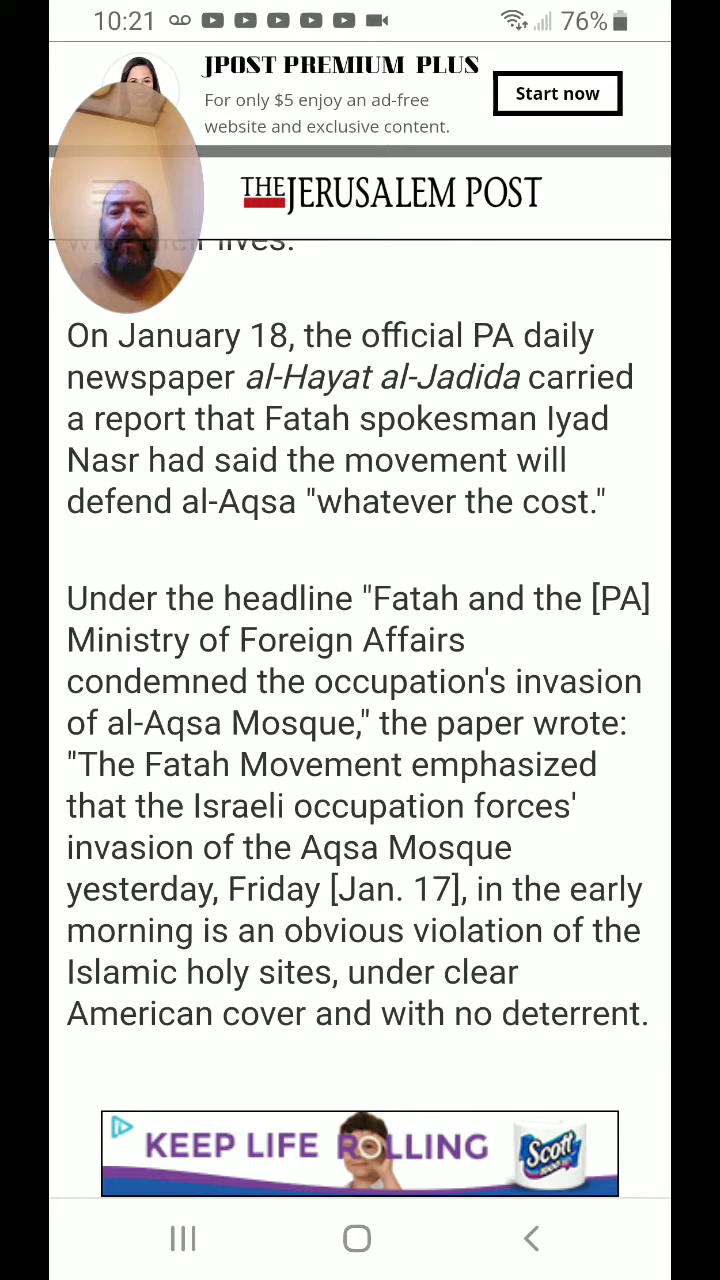 10:21
76%
JPOST PREMIUM PLUS
For only $5 enjoy an ad-free
website and exclusive content.
Start now
THE JERUSALEM POST
lives.
On January 18, the official PA daily
newspaper al-Hayat al-Jadida carried
a report that Fatah spokesman Iyad
Nasr had said the movement will
defend al-Aqsa "whatever the cost."
Under the headline "Fatah and the [PA]
Ministry of Foreign Affairs
condemned the occupation's invasion
of al-Aqsa Mosque," the paper wrote:
"The Fatah Movement emphasized
that the Israeli occupation forces'
invasion of the Aqsa Mosque
yesterday, Friday [Jan. 17], in the early
morning is an obvious violation of the
Islamic holy sites, under clear
American cover and with no deterrent.
KEEP LIFE ROLLING
Scott
1000